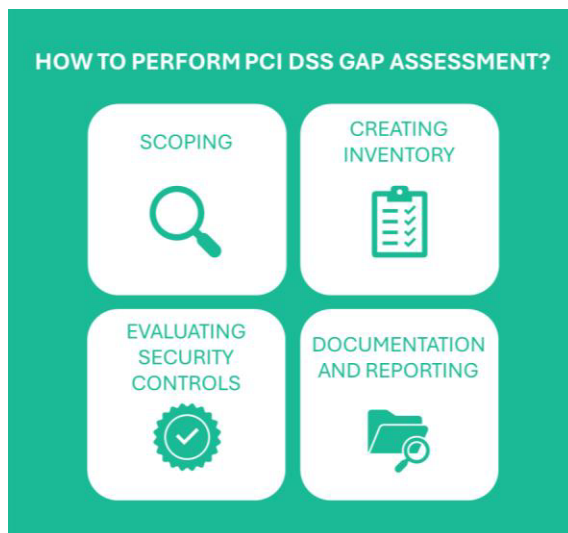 HOW TO PERFORM PCI DSS GAP ASSESSMENT?
SCOPING
CREATING
INVENTORY
EVALUATING
SECURITY
CONTROLS
DOCUMENTATION
AND REPORTING